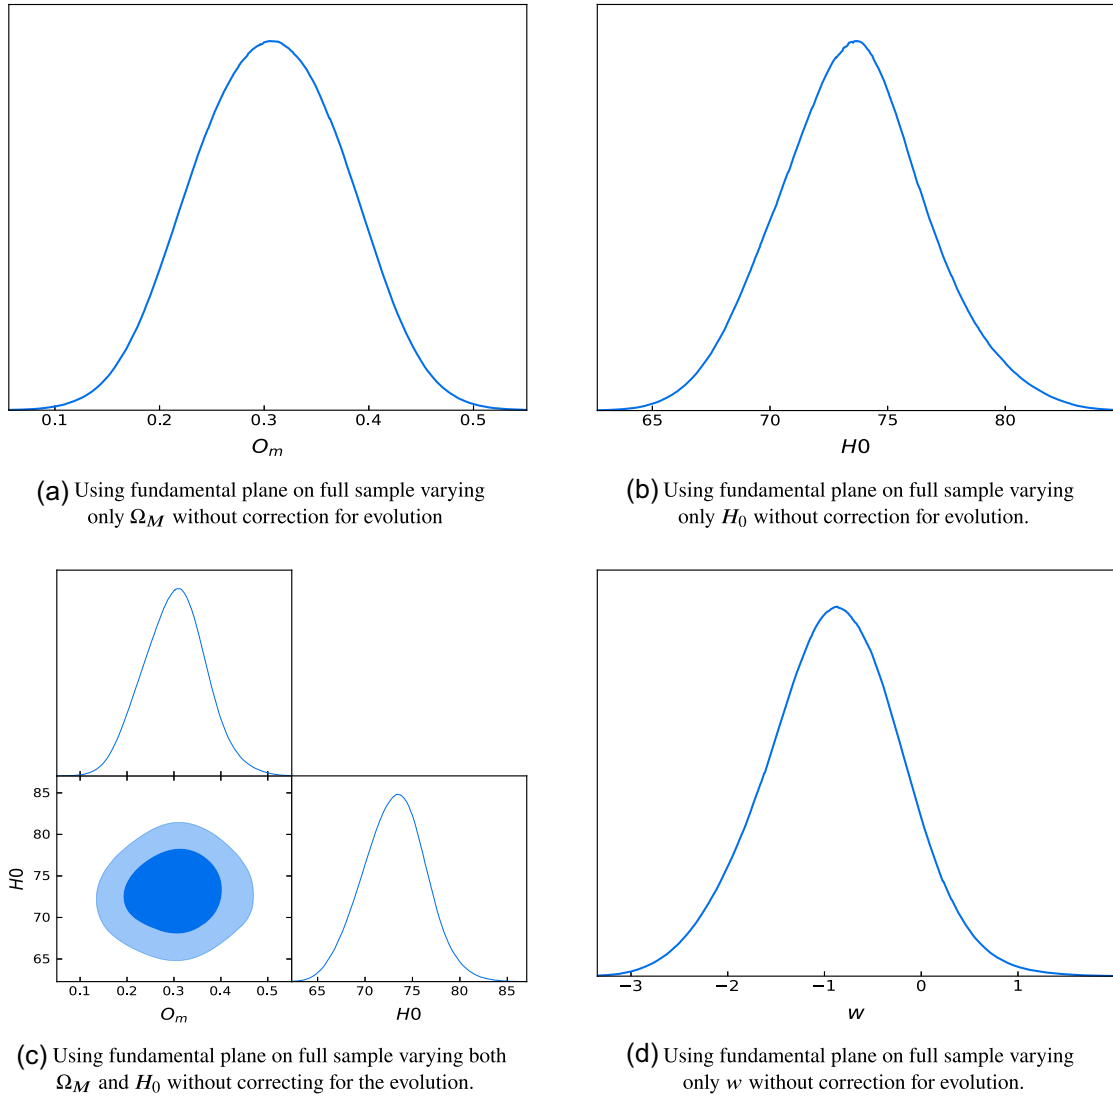 0.1 0.2 0.3 0.4 0.5
O_m
(a) Using fundamental plane on full sample varying
only Ω_M without correction for evolution
65 70 75 80
H0
(b) Using fundamental plane on full sample varying
only H_0 without correction for evolution.
85
80
75
70
65
H0
0.1 0.2 0.3 0.4 0.5
O_m
65 70 75 80 85
H0
(c) Using fundamental plane on full sample varying both
Ω_M and H_0 without correcting for the evolution.
−3 −2 −1 0 1
w
(d) Using fundamental plane on full sample varying
only w without correction for evolution.